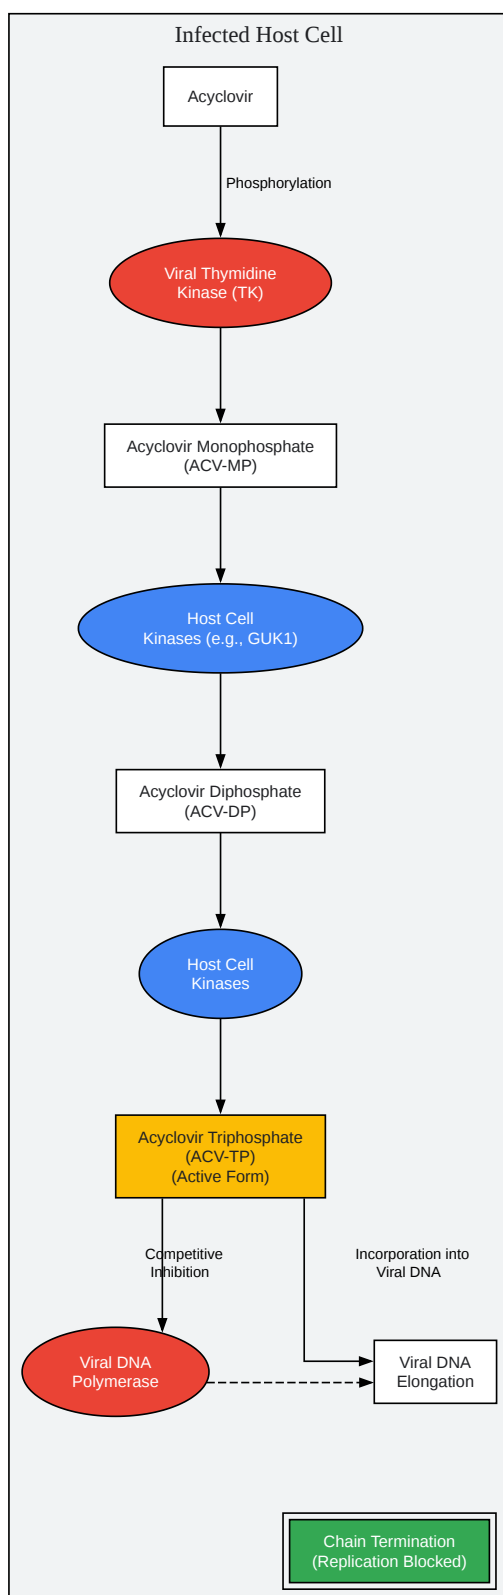 Infected Host Cell
Acyclovir
Phosphorylation
Viral Thymidine
Kinase (TK)
Acyclovir Monophosphate
(ACV-MP)
Host Cell
Kinases (e.g., GUK1)
Acyclovir Diphosphate
(ACV-DP)
Host Cell
Kinases
Acyclovir Triphosphate
(ACV-TP)
(Active Form)
Competitive
Inhibition
Incorporation into
Viral DNA
Viral DNA
Polymerase
Viral DNA
Elongation
Chain Termination
(Replication Blocked)